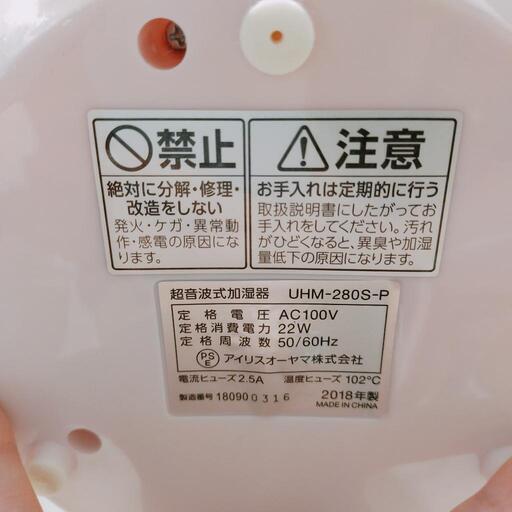 禁止
絶対に分解・修理・
改造をしない
発火・ケガ・異常動
作・感電の原因にな
ります。
注意
お手入れは定期的に行う
取扱説明書にしたがってお
手入れをしてください。汚れ
がひどくなると、異臭や加湿
量低下の原因になります。
超音波式加湿器 UHM-280S-P
定格電圧 AC100V
定格消費電力 22W
定格周波数 50/60Hz
PSE アイリスオーヤマ株式会社
電流ヒューズ 2.5A 温度ヒューズ 102℃
製造番号 180900316 2018年製
MADE IN CHINA